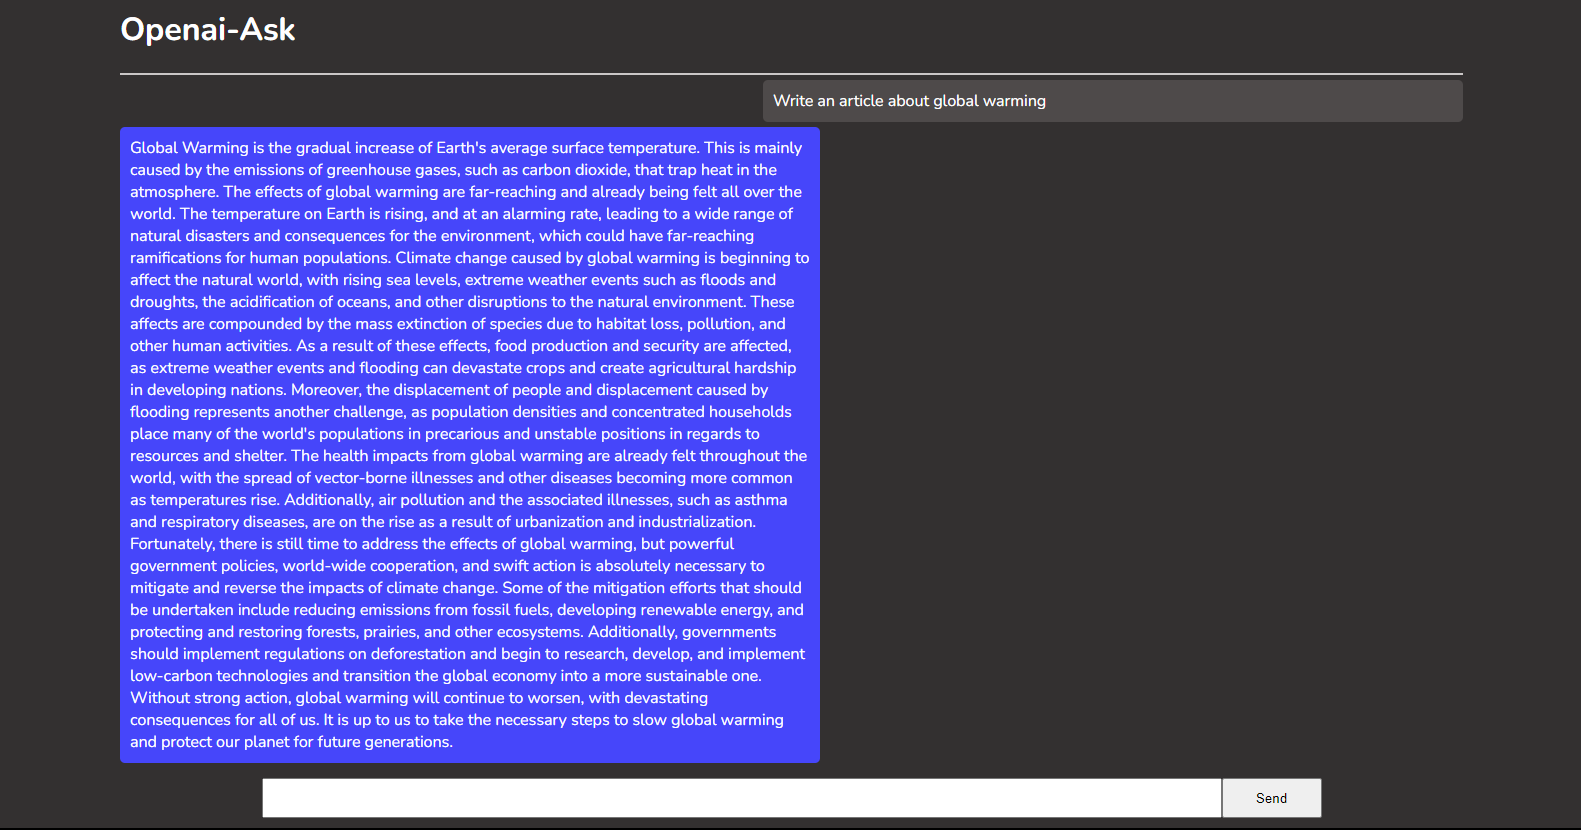 Openai-Ask
Write an article about global warming
Global Warming is the gradual increase of Earth's average surface temperature. This is mainly
caused by the emissions of greenhouse gases, such as carbon dioxide, that trap heat in the
atmosphere. The effects of global warming are far-reaching and already being felt all over the
world. The temperature on Earth is rising, and at an alarming rate, leading to a wide range of
natural disasters and consequences for the environment, which could have far-reaching
ramifications for human populations. Climate change caused by global warming is beginning to
affect the natural world, with rising sea levels, extreme weather events such as floods and
droughts, the acidification of oceans, and other disruptions to the natural environment. These
affects are compounded by the mass extinction of species due to habitat loss, pollution, and
other human activities. As a result of these effects, food production and security are affected,
as extreme weather events and flooding can devastate crops and create agricultural hardship
in developing nations. Moreover, the displacement of people and displacement caused by
flooding represents another challenge, as population densities and concentrated households
place many of the world's populations in precarious and unstable positions in regards to
resources and shelter. The health impacts from global warming are already felt throughout the
world, with the spread of vector-borne illnesses and other diseases becoming more common
as temperatures rise. Additionally, air pollution and the associated illnesses, such as asthma
and respiratory diseases, are on the rise as a result of urbanization and industrialization.
Fortunately, there is still time to address the effects of global warming, but powerful
government policies, world-wide cooperation, and swift action is absolutely necessary to
mitigate and reverse the impacts of climate change. Some of the mitigation efforts that should
be undertaken include reducing emissions from fossil fuels, developing renewable energy, and
protecting and restoring forests, prairies, and other ecosystems. Additionally, governments
should implement regulations on deforestation and begin to research, develop, and implement
low-carbon technologies and transition the global economy into a more sustainable one.
Without strong action, global warming will continue to worsen, with devastating
consequences for all of us. It is up to us to take the necessary steps to slow global warming
and protect our planet for future generations.
Send